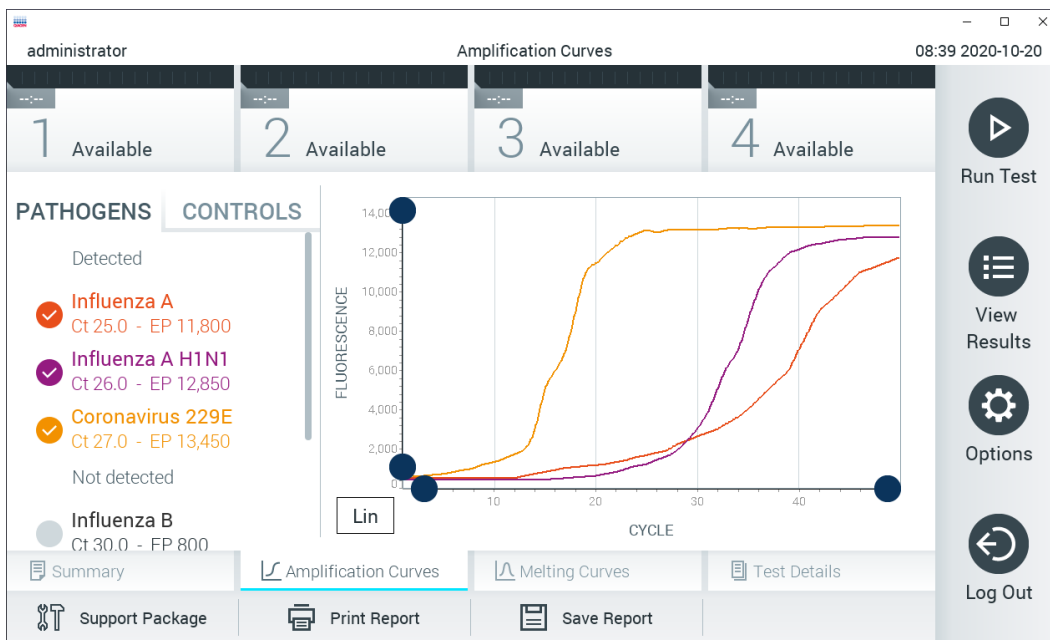 administrator
Amplification Curves
08:39 2020-10-20
--:--
1 Available
--:--
2 Available
--:--
3 Available
--:--
4 Available
Run Test
View
Results
Options
Log Out
PATHOGENS
CONTROLS
Detected
Influenza A
Ct 25.0 - EP 11,800
Influenza A H1N1
Ct 26.0 - EP 12,850
Coronavirus 229E
Ct 27.0 - EP 13,450
Not detected
Influenza B
Ct 30.0 - EP 800
FLUORESCENCE
14,00
12,000
10,000
8,000
6,000
4,000
2,000
0
10
20
30
40
CYCLE
Lin
Summary
Amplification Curves
Melting Curves
Test Details
Support Package
Print Report
Save Report